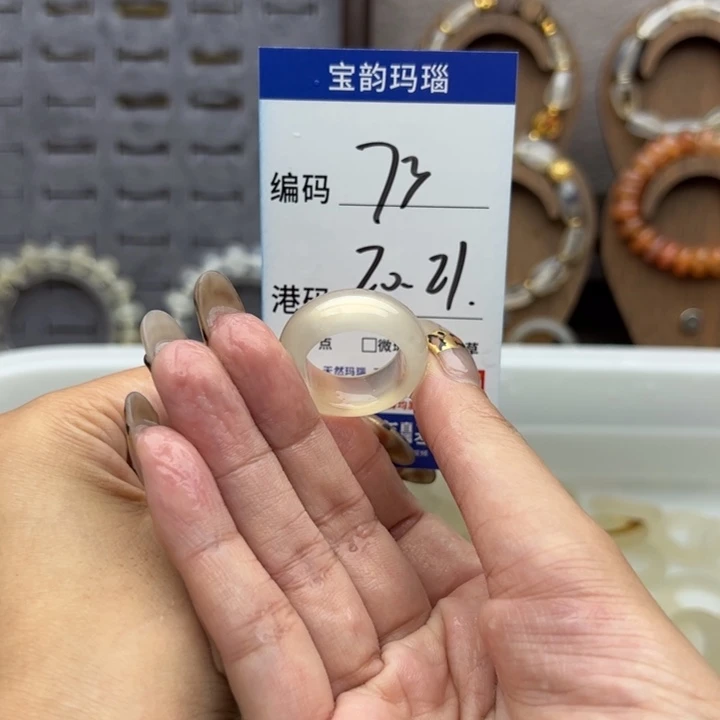 宝韵玛瑙
编码 73
港码 20-21.
点 □微
天然玛瑙